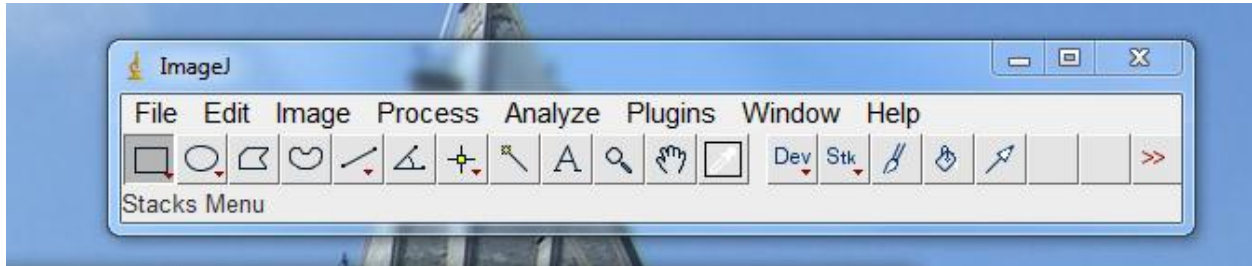 ImageJ
File Edit Image Process Analyze Plugins Window Help
A Dev Stk >>
Stacks Menu